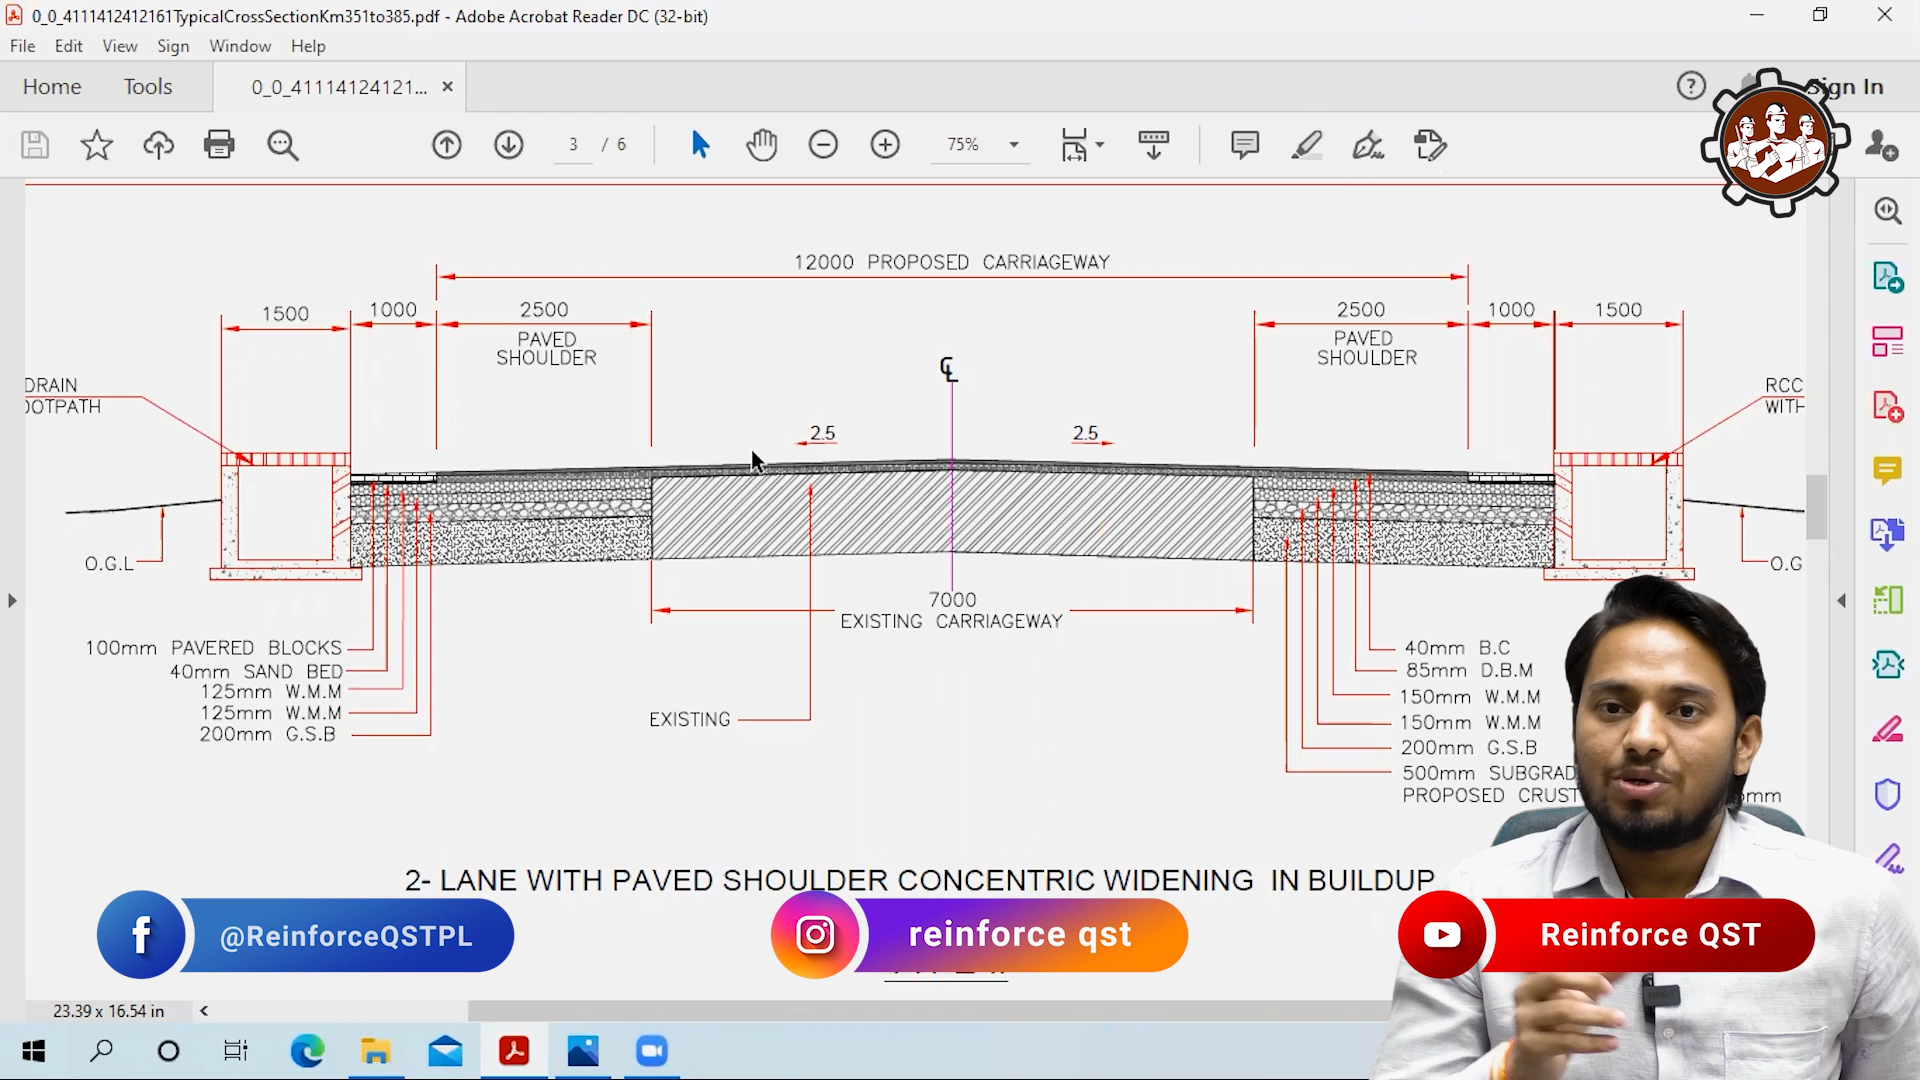 0_0_4111412412161TypicalCrossSectionKm351to385.pdf - Adobe Acrobat Reader DC (32-bit)
File Edit View Sign Window Help
Home Tools 0_0_41114124121... ×
Sign In
3 / 6 75%
12000 PROPOSED CARRIAGEWAY
1500 1000 2500 2500 1000 1500
PAVED SHOULDER
PAVED SHOULDER
DRAIN
OOTPATH
RCC
WITH
2.5 2.5
O.G.L
O.G
7000
EXISTING CARRIAGEWAY
100mm PAVERED BLOCKS
40mm SAND BED
125mm W.M.M
125mm W.M.M
200mm G.S.B
EXISTING
40mm B.C
85mm D.B.M
150mm W.M.M
150mm W.M.M
200mm G.S.B
500mm SUBGRAD
PROPOSED CRUST mm
2- LANE WITH PAVED SHOULDER CONCENTRIC WIDENING IN BUILDUP
@ReinforceQSTPL
reinforce qst
Reinforce QST
23.39 x 16.54 in